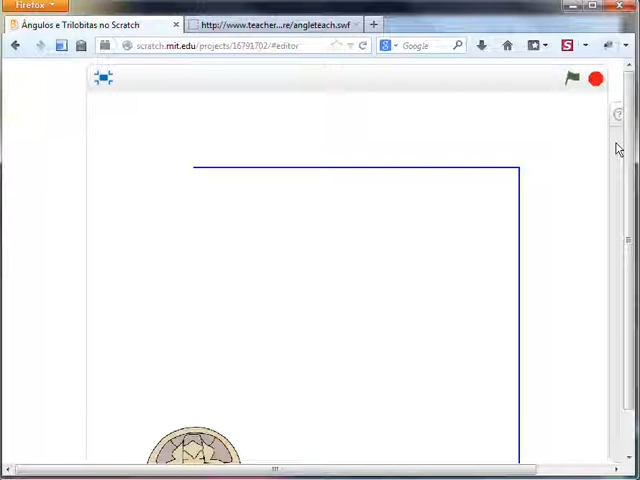 Firefox
Ângulos e Trilobitas no Scratch
http://www.teacher...re/angleteach.swf
scratch.mit.edu/projects/16791702/#editor
Google